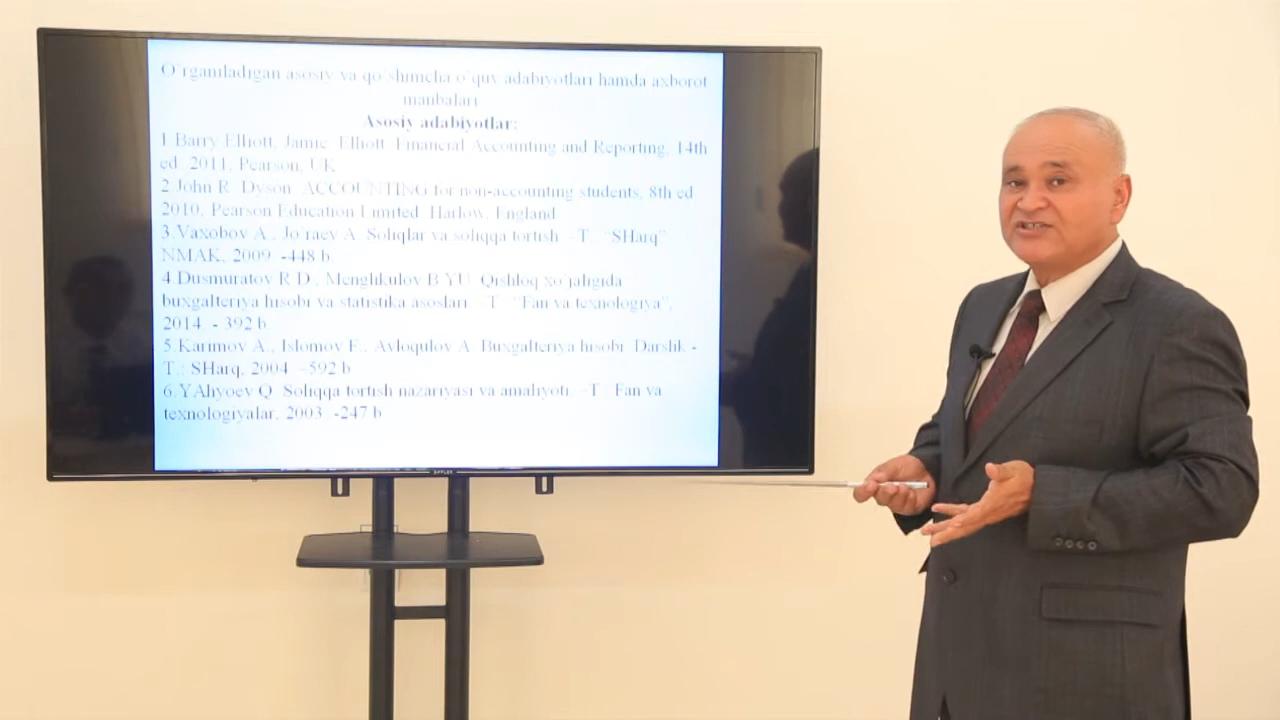 O`rganiladigan asosiy va qo`shimcha o`quv adabiyotlari hamda axborot
manbalari
Asosiy adabiyotlar:
1.Barry Elliott, Jamie Elliott. Financial Accounting and Reporting, 14th
ed. 2011, Pearson, UK
2.John R. Dyson. ACCOUNTING for non-accounting students, 8th ed.
2010, Pearson Education Limited. Harlow, England
3.Vaxobov A., Jo`raev A. Soliqlar va soliqqa tortish. –T.: "SHarq"
NMAK, 2009. -448 b.
4.Dusmuratov R.D., Menglikulov B.YU. Qishloq xo`jaligida
buxgalteriya hisobi va statistika asoslari. –T.: "Fan va texnologiya",
2014. - 392 b.
5.Karimov A., Islomov F., Avloqulov A. Buxgalteriya hisobi. Darslik -
T.: SHarq, 2004. –592 b
6.YAhyoev Q. Soliqqa tortish nazariyasi va amaliyoti. –T.: Fan va
texnologiyalar, 2003. -247 b